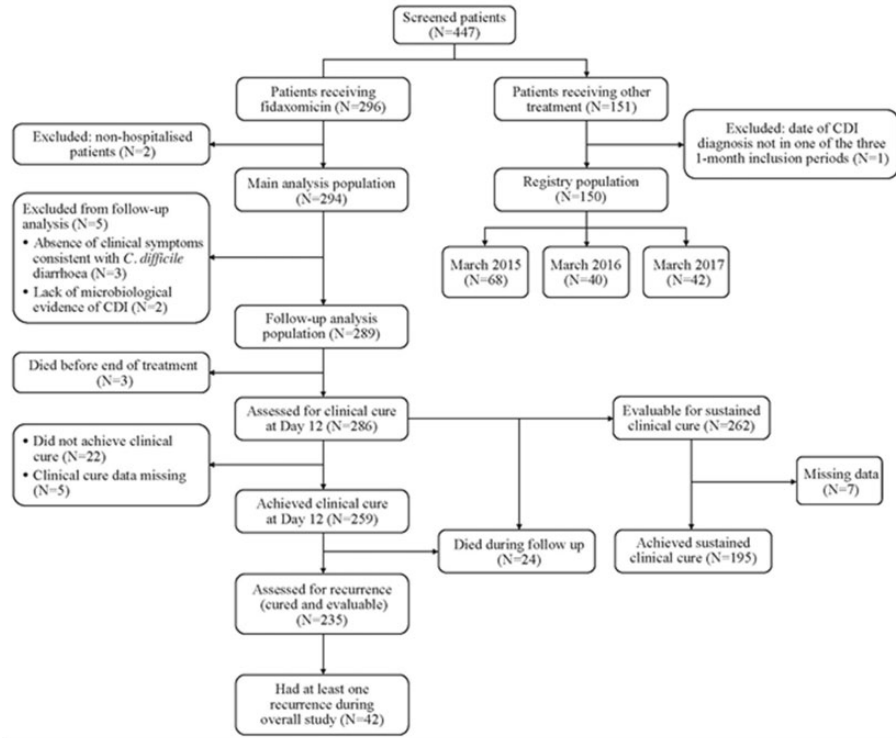 Screened patients
(N=447)
Patients receiving
fidaxomicin (N=296)
Patients receiving other
treatment (N=151)
Excluded: non-hospitalised
patients (N=2)
Excluded: date of CDI
diagnosis not in one of the three
1-month inclusion periods (N=1)
Main analysis population
(N=294)
Registry population
(N=150)
Excluded from follow-up
analysis (N=5)
• Absence of clinical symptoms
consistent with C. difficile
diarrhoea (N=3)
• Lack of microbiological
evidence of CDI (N=2)
March 2015
(N=68)
March 2016
(N=40)
March 2017
(N=42)
Follow-up analysis
population (N=289)
Died before end of treatment
(N=3)
Assessed for clinical cure
at Day 12 (N=286)
Evaluable for sustained
clinical cure (N=262)
• Did not achieve clinical
cure (N=22)
• Clinical cure data missing
(N=5)
Missing data
(N=7)
Achieved clinical cure
at Day 12 (N=259)
Died during follow up
(N=24)
Achieved sustained
clinical cure (N=195)
Assessed for recurrence
(cured and evaluable)
(N=235)
Had at least one
recurrence during
overall study (N=42)